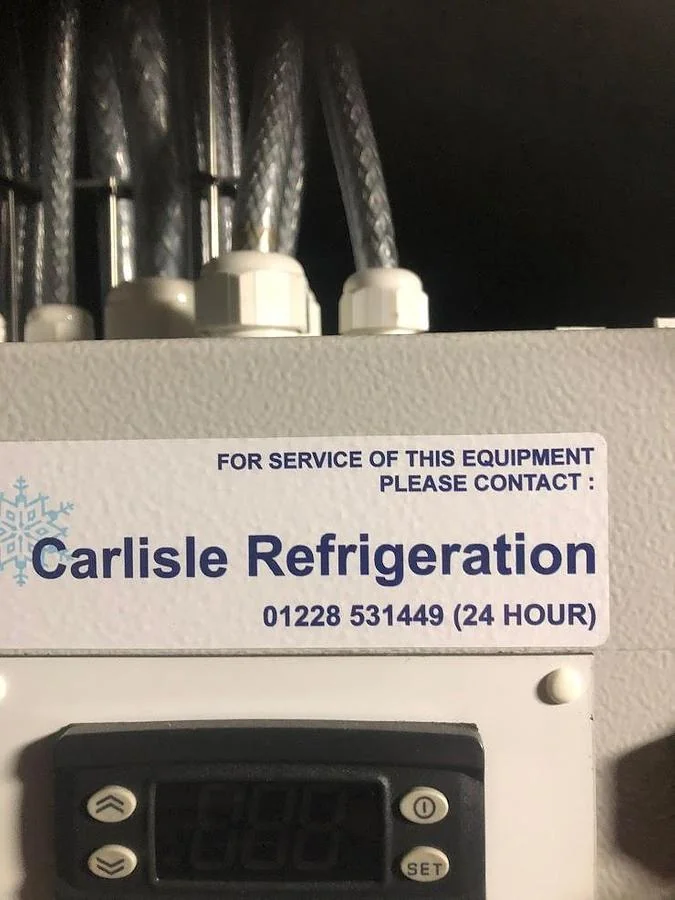 FOR SERVICE OF THIS EQUIPMENT
PLEASE CONTACT :
Carlisle Refrigeration
01228 531449 (24 HOUR)
SET